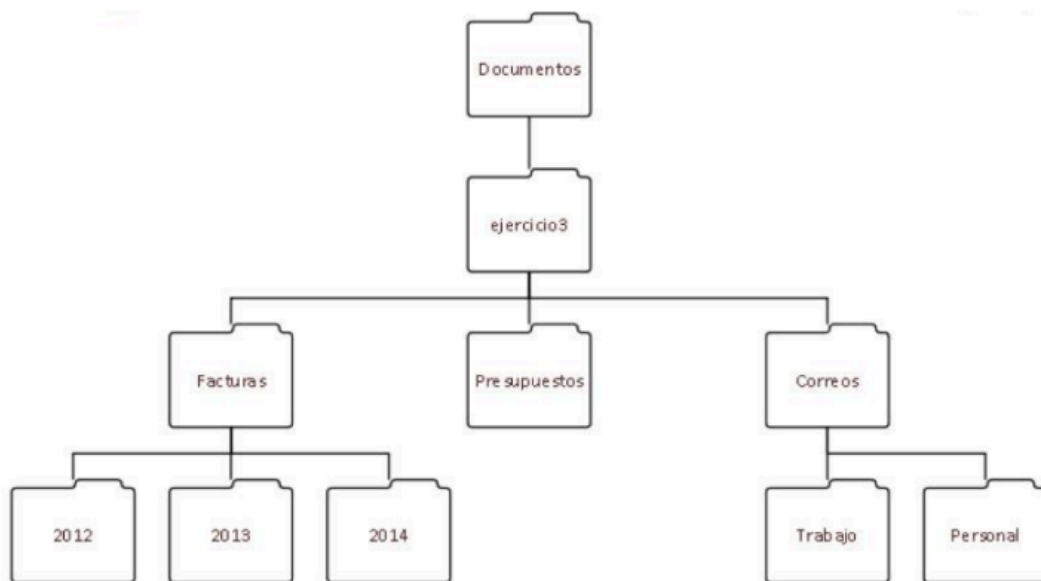 Documentos
ejercicio3
Facturas
Presupuestos
Correos
2012
2013
2014
Trabajo
Personal